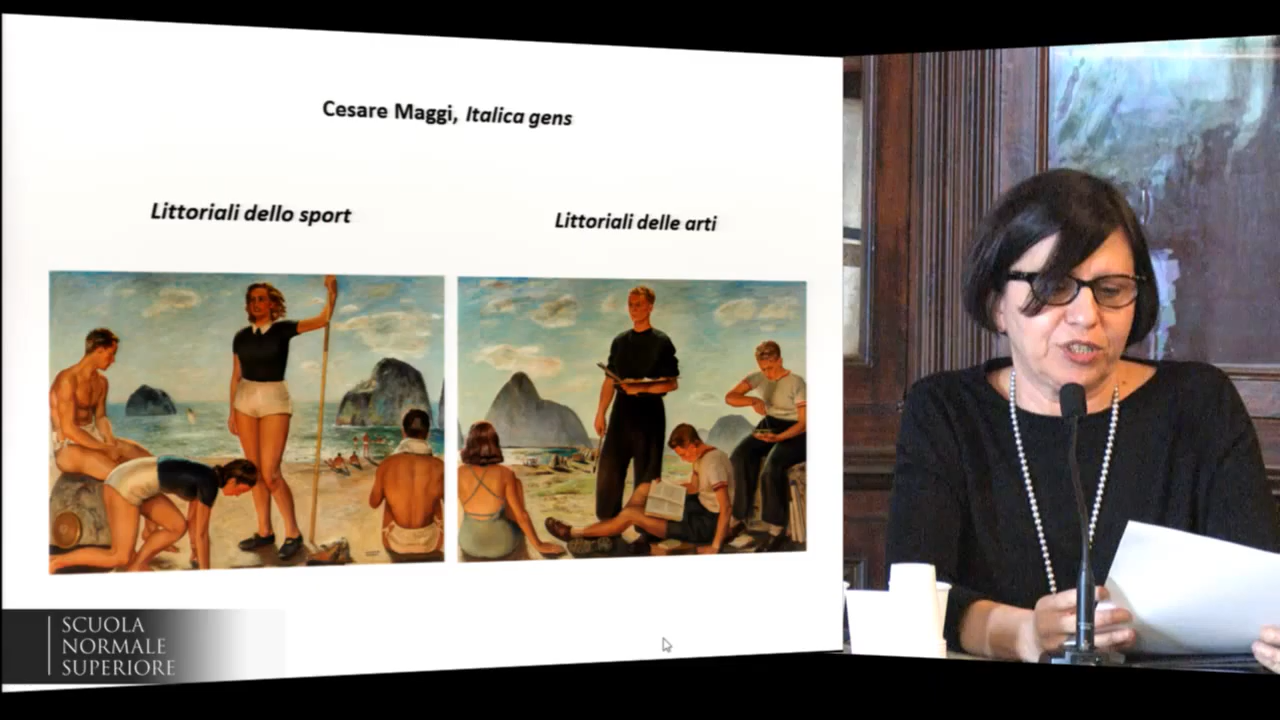 Cesare Maggi, Italica gens
Littoriali dello sport
Littoriali delle arti
SCUOLA
NORMALE
SUPERIORE